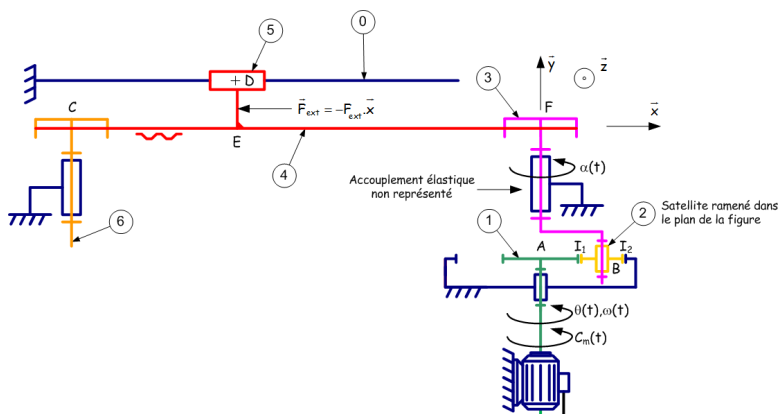 5
0
D
3
F
y
z
C
F_ext = -F_ext.x
x
E
4
α(t)
Accouplement élastique
non représenté
2
Satellite ramené dans
le plan de la figure
1
A
I₁
I₂
B
6
θ(t),ω(t)
C_m(t)